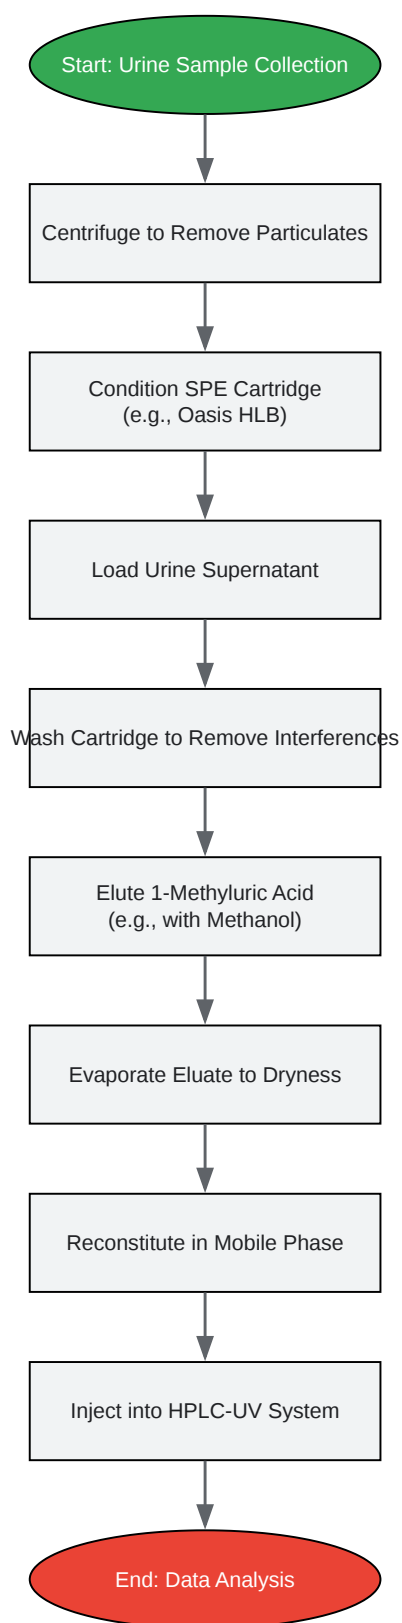 Start: Urine Sample Collection
Centrifuge to Remove Particulates
Condition SPE Cartridge
(e.g., Oasis HLB)
Load Urine Supernatant
Wash Cartridge to Remove Interferences
Elute 1-Methyluric Acid
(e.g., with Methanol)
Evaporate Eluate to Dryness
Reconstitute in Mobile Phase
Inject into HPLC-UV System
End: Data Analysis